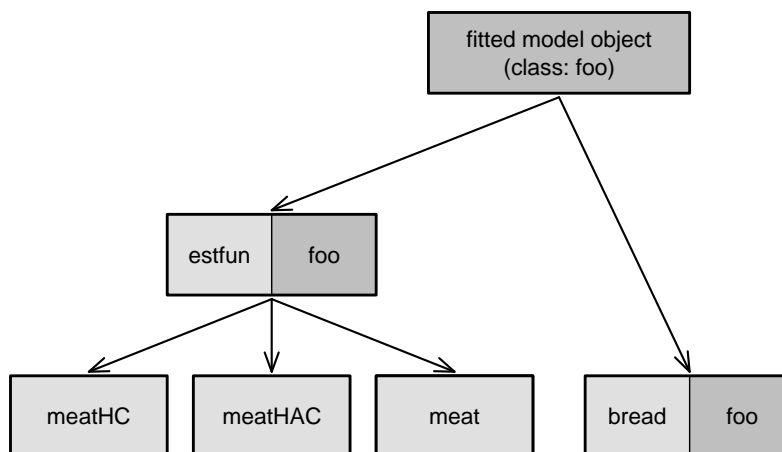 fitted model object
(class: foo)
estfun foo
meatHC meatHAC meat bread foo